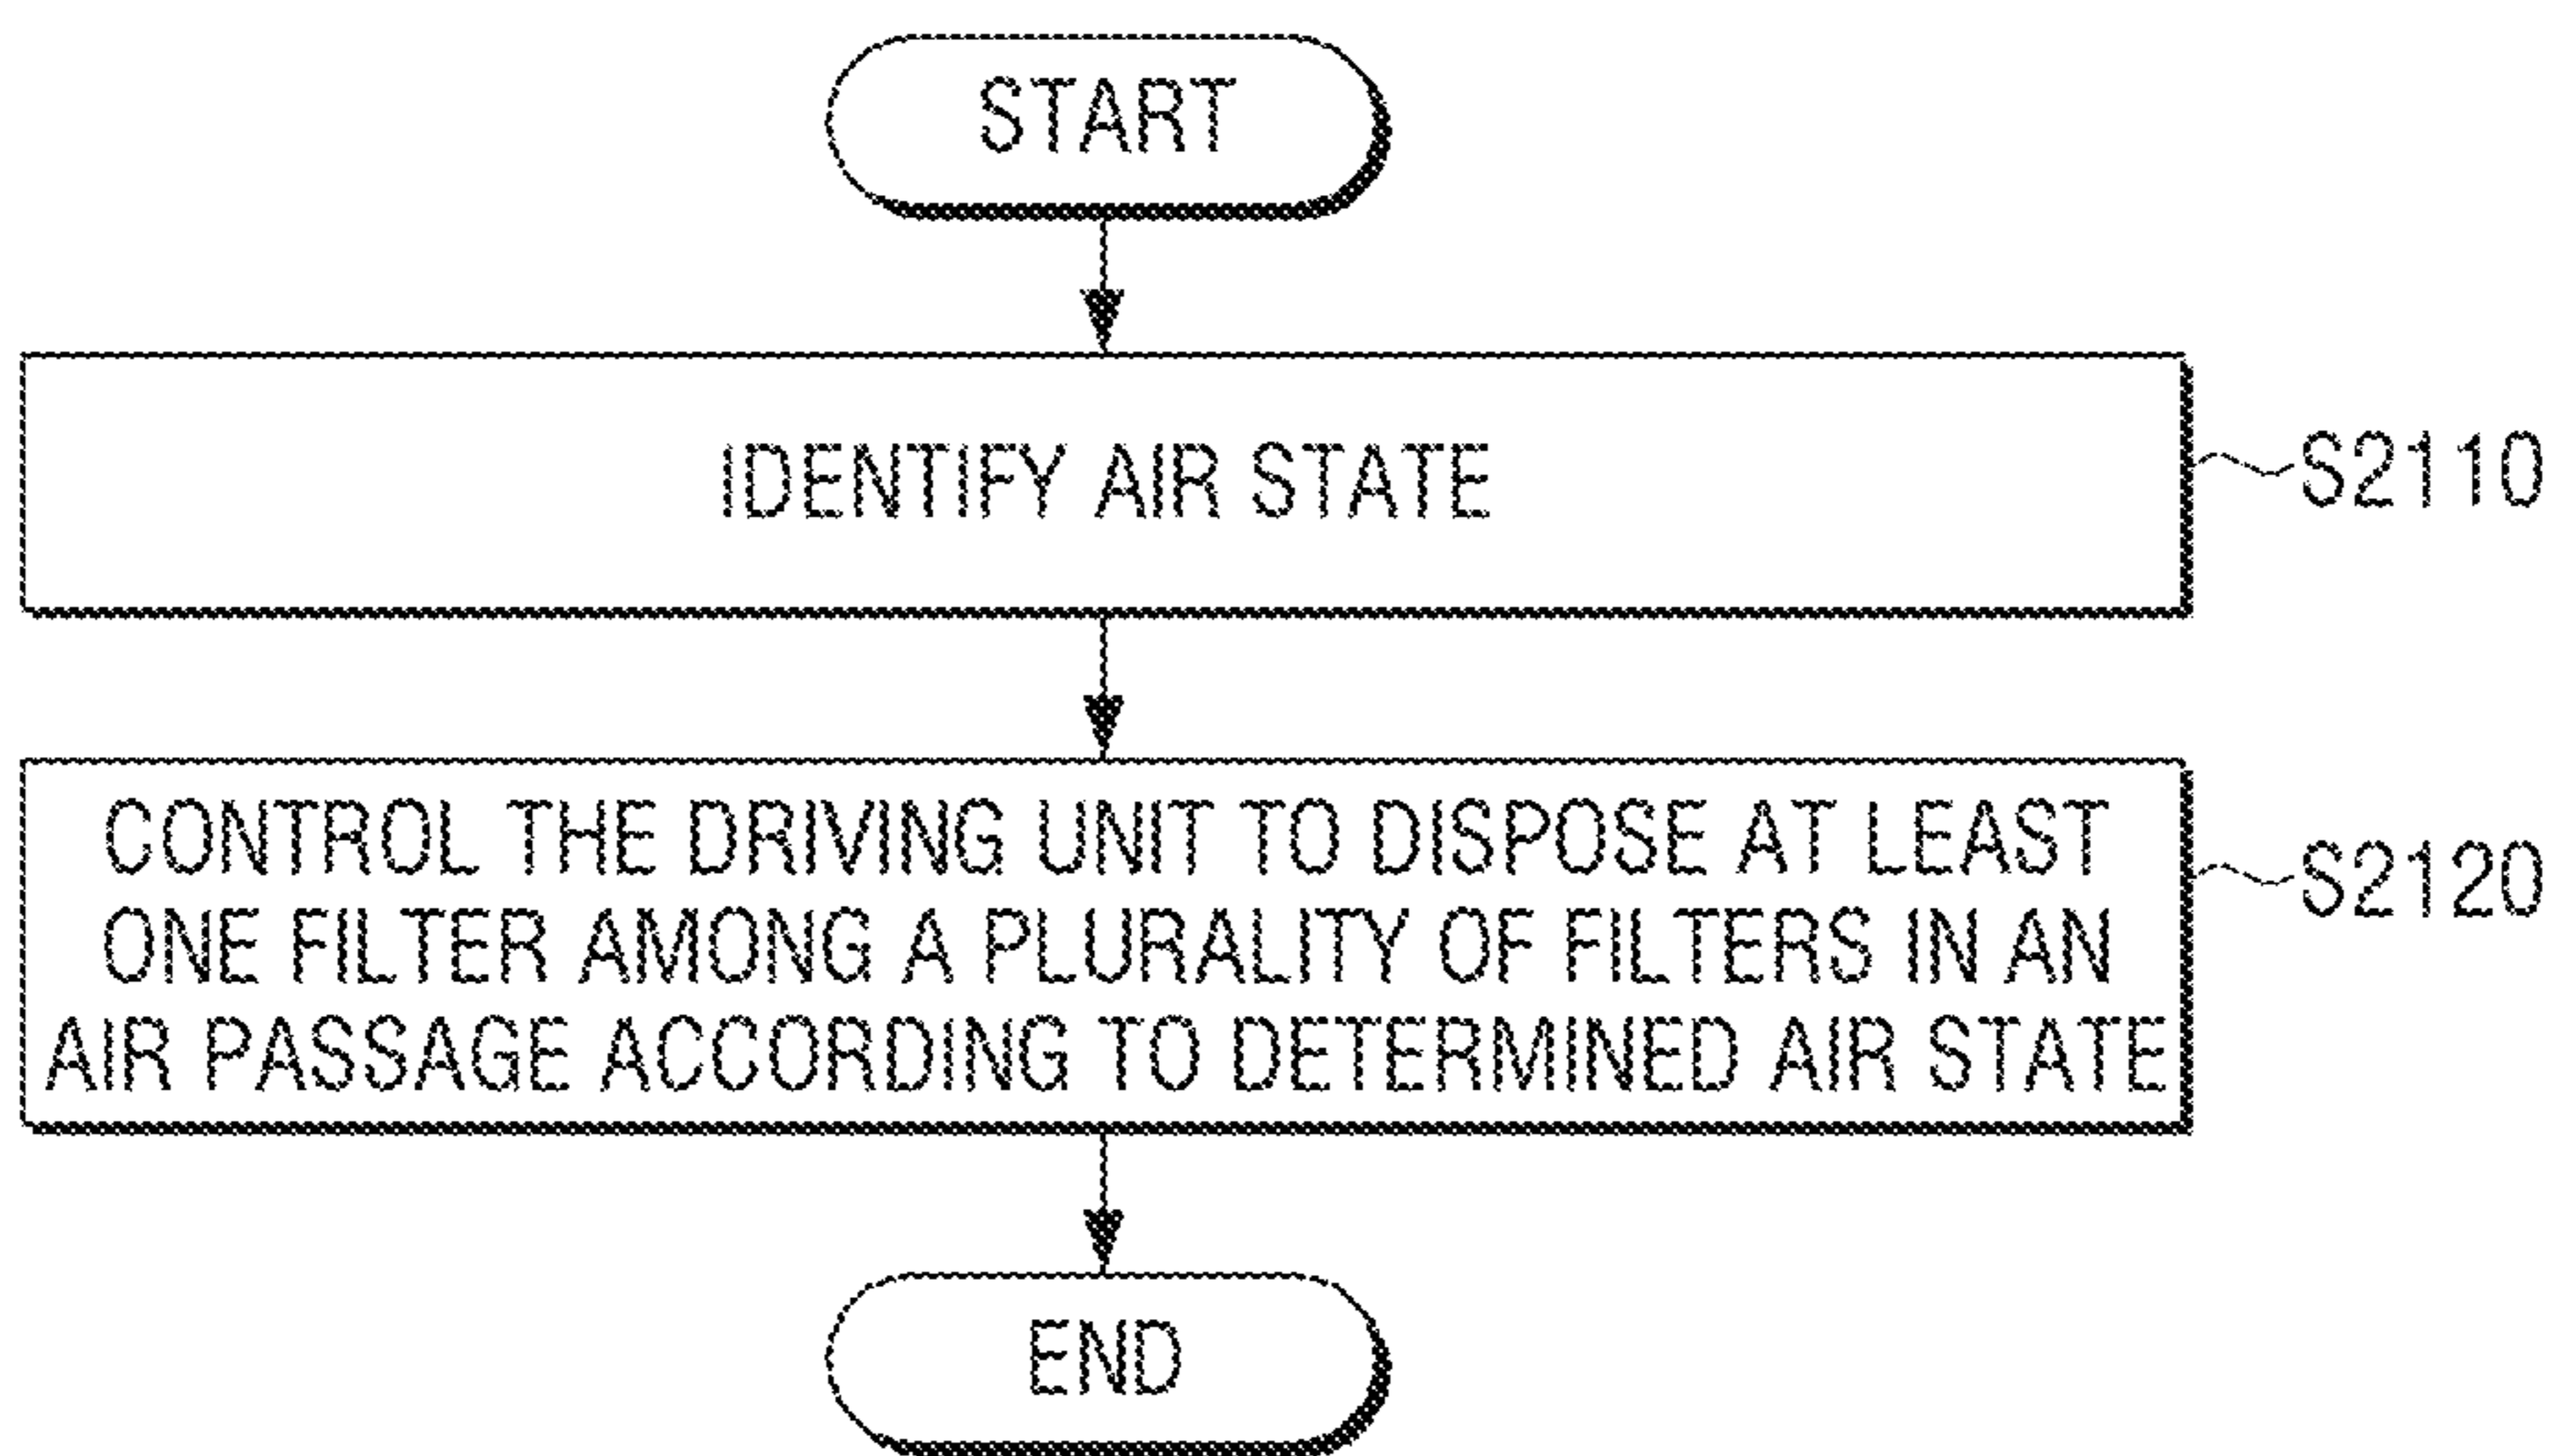 START
IDENTIFY AIR STATE
S2110
CONTROL THE DRIVING UNIT TO DISPOSE AT LEAST
ONE FILTER AMONG A PLURALITY OF FILTERS IN AN
AIR PASSAGE ACCORDING TO DETERMINED AIR STATE
S2120
END